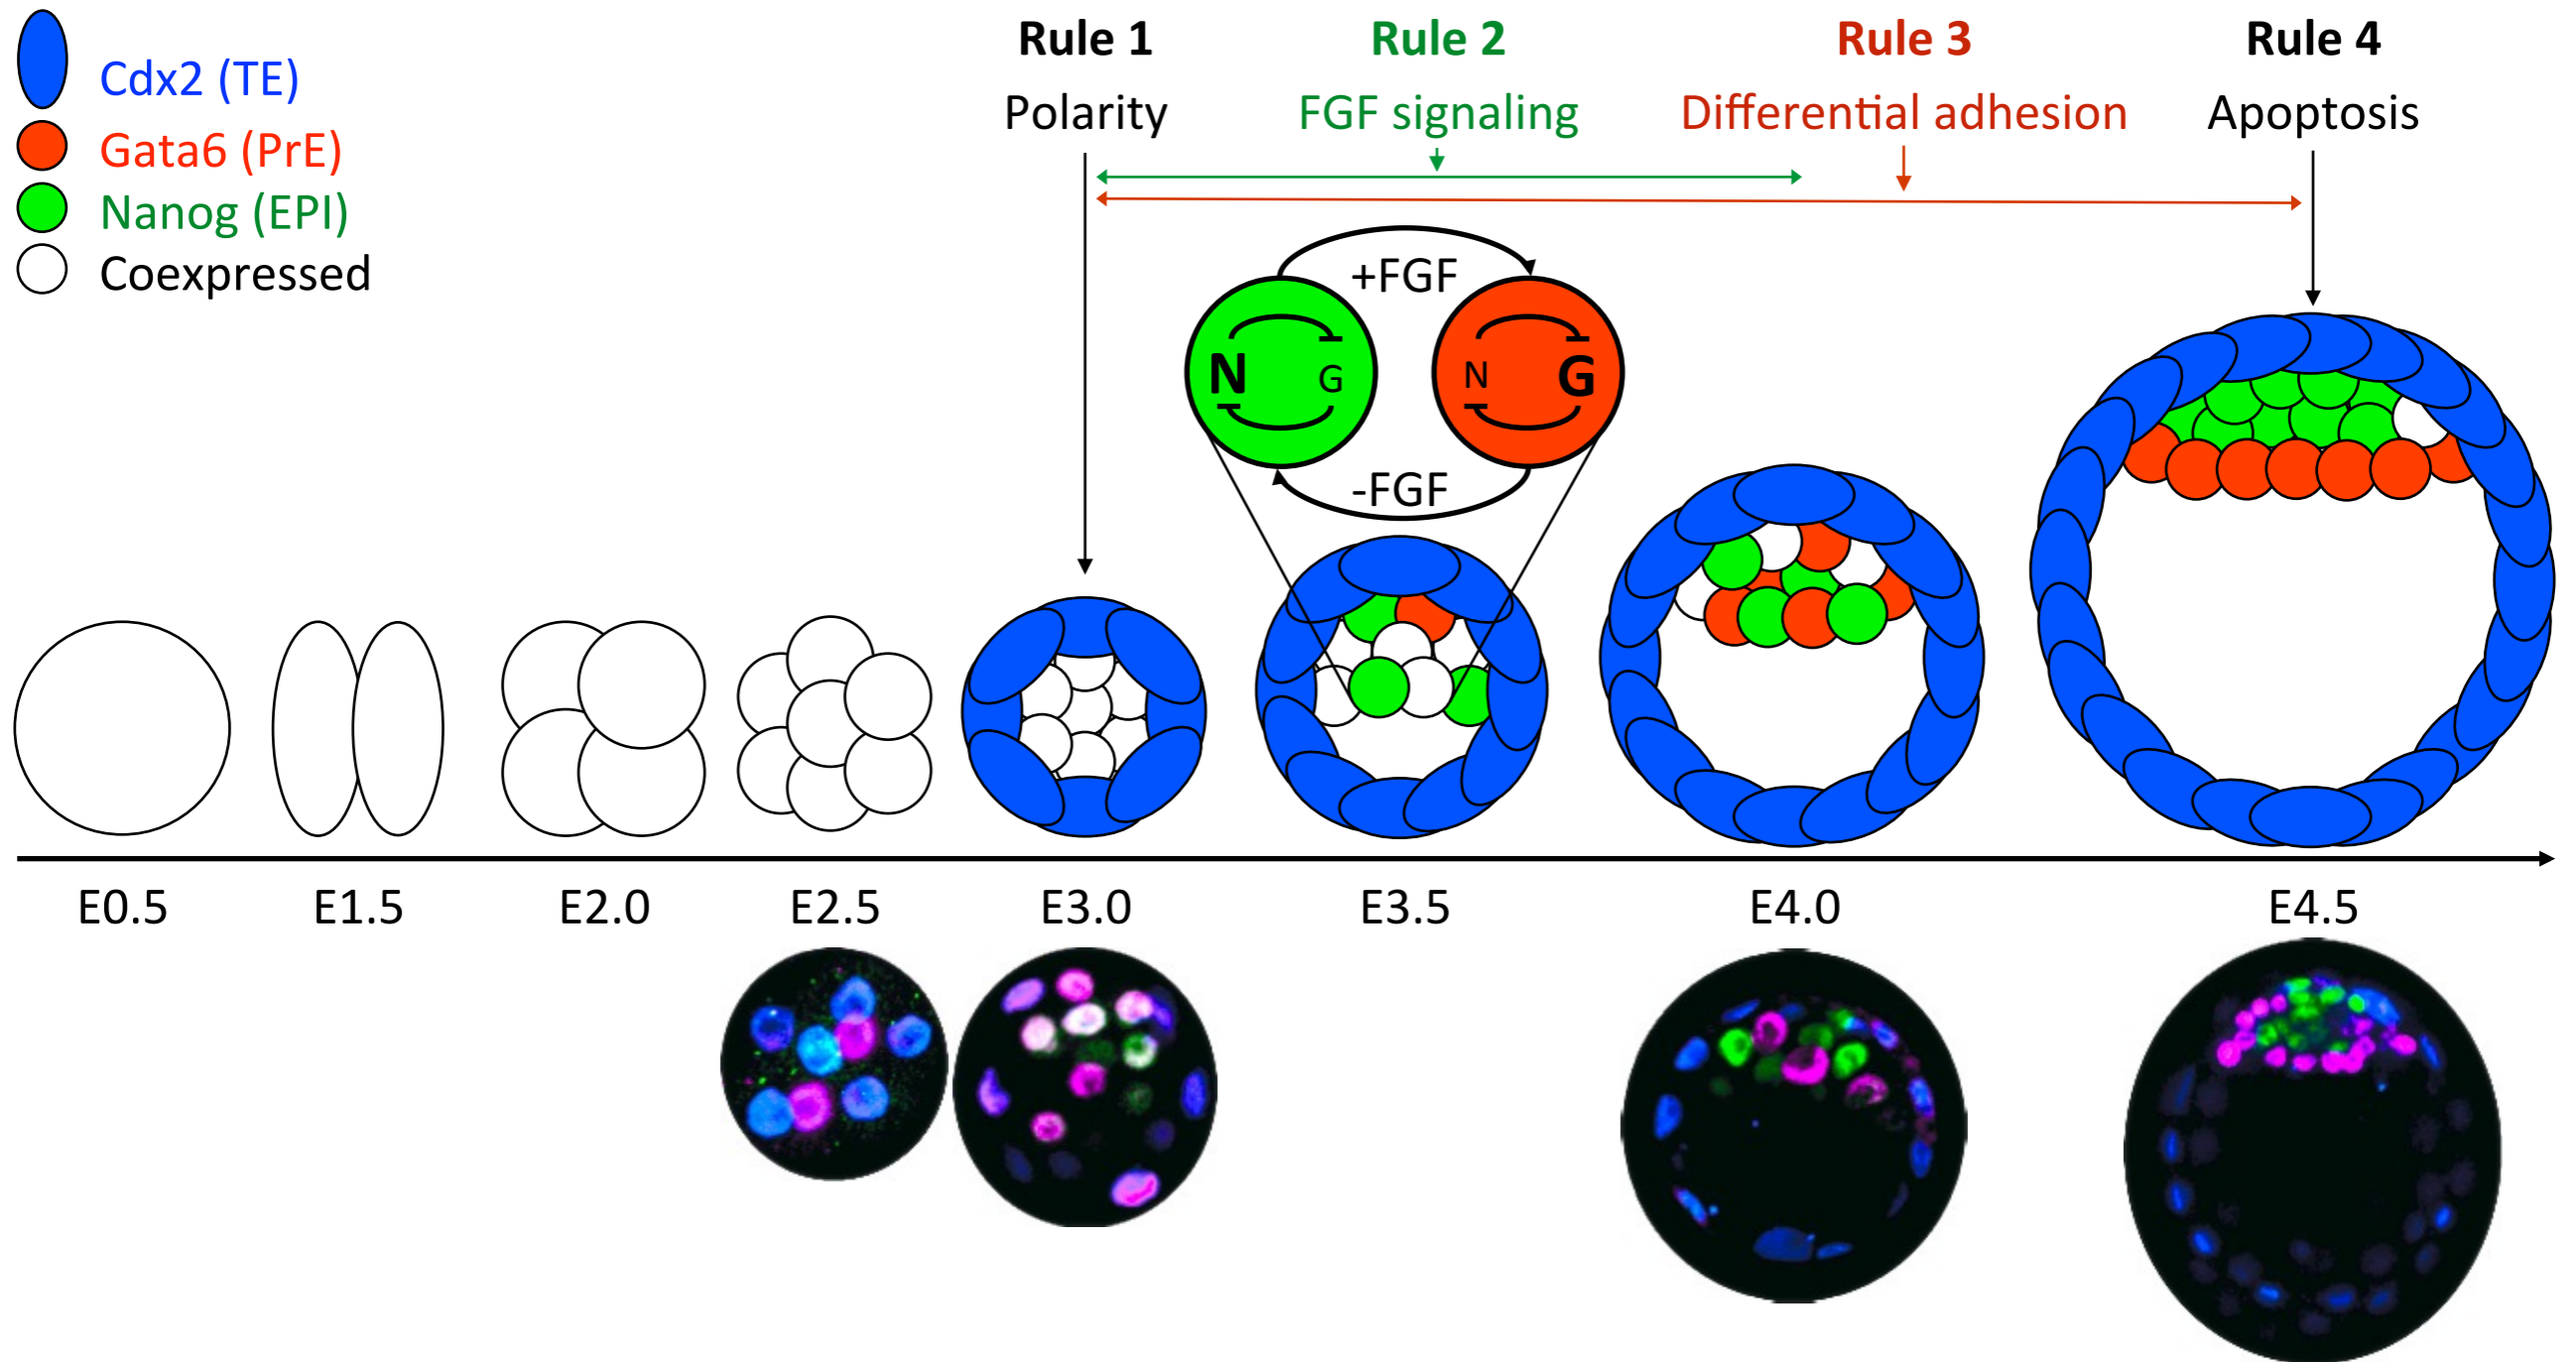 Cdx2 (TE)
Gata6 (PrE)
Nanog (EPI)
Coexpressed
Rule 1
Polarity
Rule 2
FGF signaling
Rule 3
Differential adhesion
Rule 4
Apoptosis
+FGF
N G
N G
-FGF
E0.5 E1.5 E2.0 E2.5 E3.0 E3.5 E4.0 E4.5